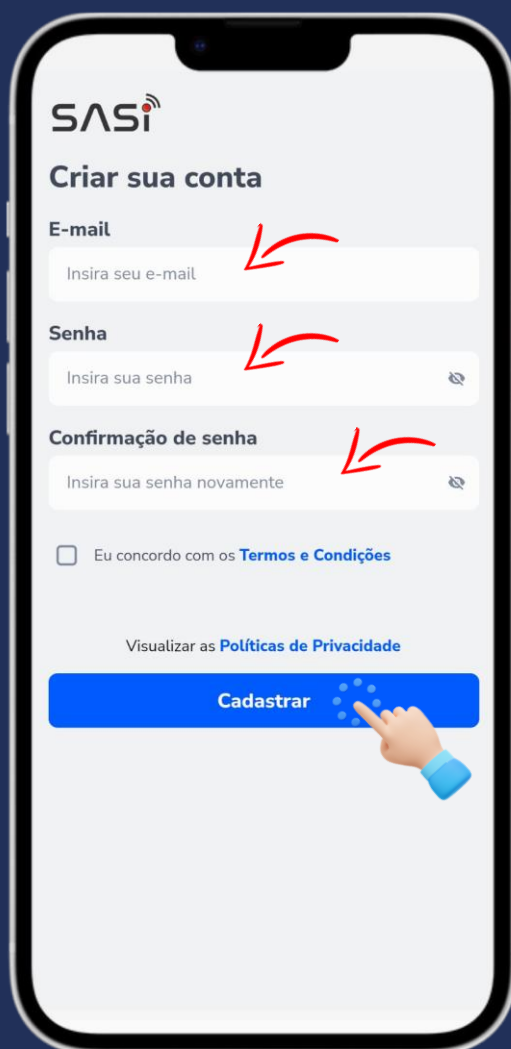 SASi
Criar sua conta
E-mail
Insira seu e-mail
Senha
Insira sua senha
Confirmação de senha
Insira sua senha novamente
Eu concordo com os Termos e Condições
Visualizar as Políticas de Privacidade
Cadastrar